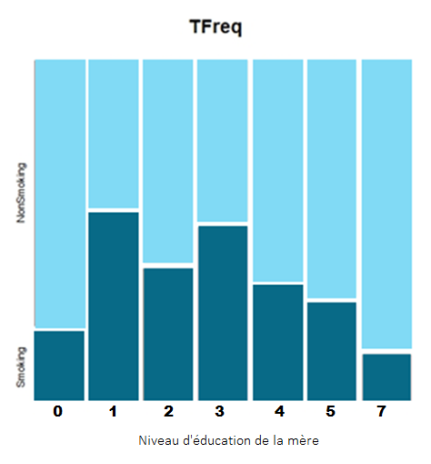 TFreq
NonSmoking
Smoking
0 1 2 3 4 5 7
Niveau d'éducation de la mère